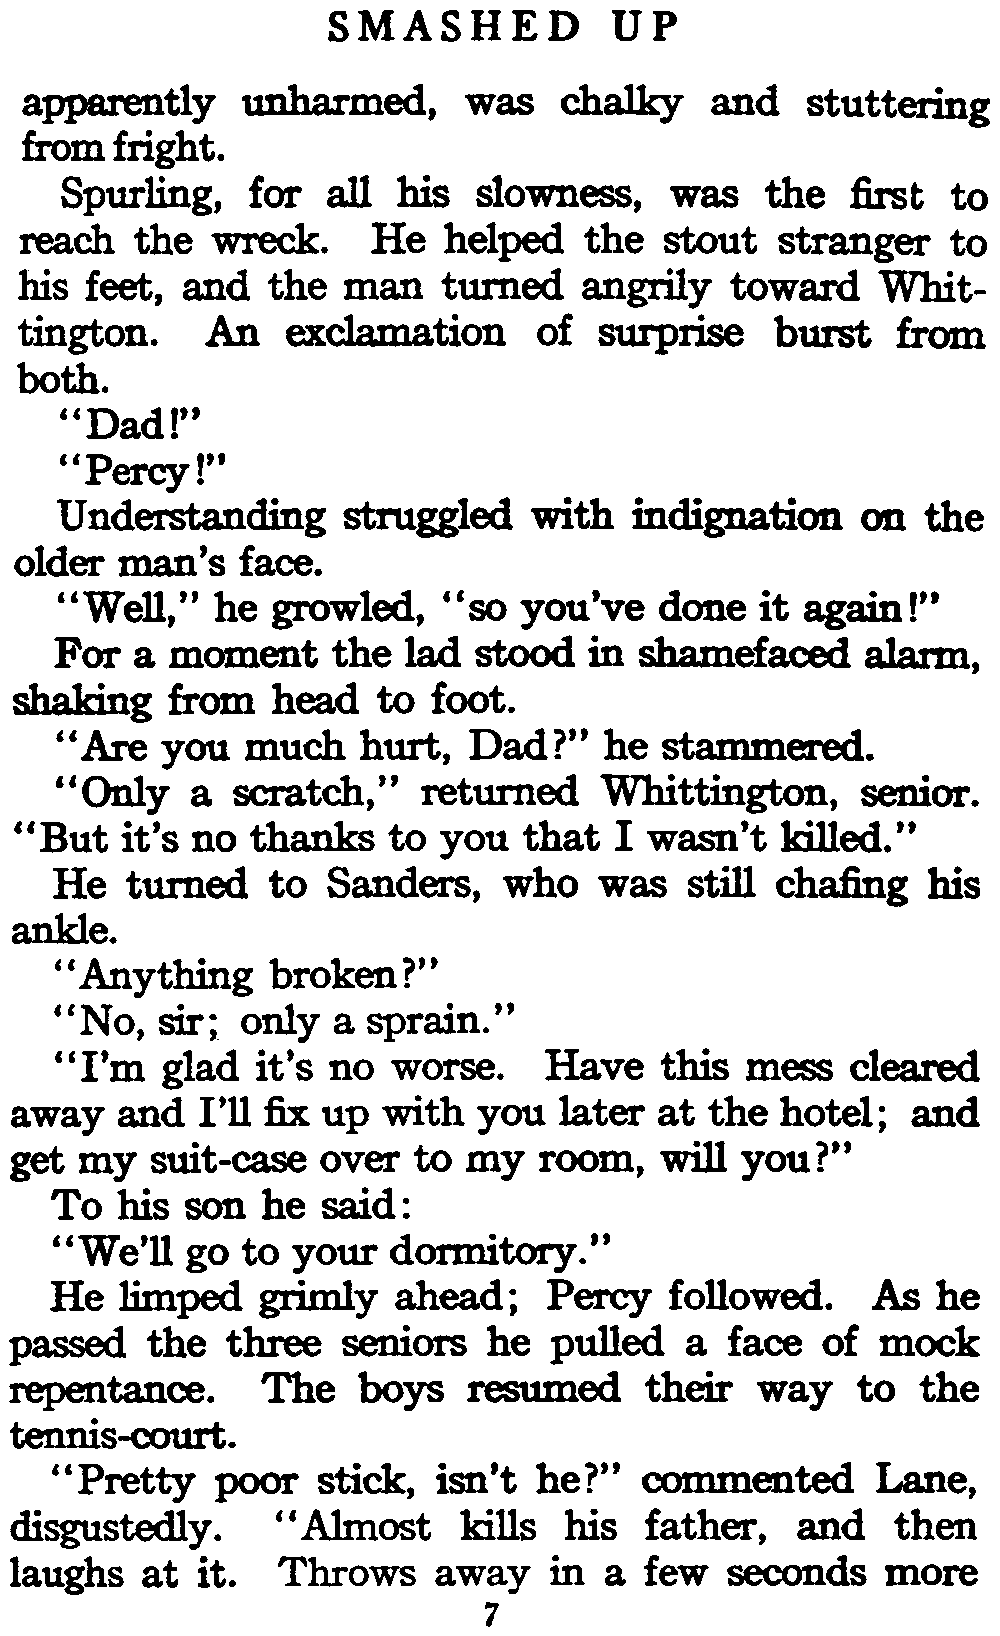 SMASHED UP
apparently unharmed, was chalky and stuttering
from fright.
Spurling, for all his slowness, was the first to
reach the wreck. He helped the stout stranger to
his feet, and the man turned angrily toward Whit-
tington. An exclamation of surprise burst from
both.
"Dad!"
"Percy!"
Understanding struggled with indignation on the
older man's face.
"Well," he growled, "so you've done it again!"
For a moment the lad stood in shamefaced alarm,
shaking from head to foot.
"Are you much hurt, Dad?" he stammered.
"Only a scratch," returned Whittington, senior.
"But it's no thanks to you that I wasn't killed."
He turned to Sanders, who was still chafing his
ankle.
"Anything broken?"
"No, sir; only a sprain."
"I'm glad it's no worse. Have this mess cleared
away and I'll fix up with you later at the hotel; and
get my suit-case over to my room, will you?"
To his son he said:
"We'll go to your dormitory."
He limped grimly ahead; Percy followed. As he
passed the three seniors he pulled a face of mock
repentance. The boys resumed their way to the
tennis-court.
"Pretty poor stick, isn't he?" commented Lane,
disgustedly. "Almost kills his father, and then
laughs at it. Throws away in a few seconds more
7